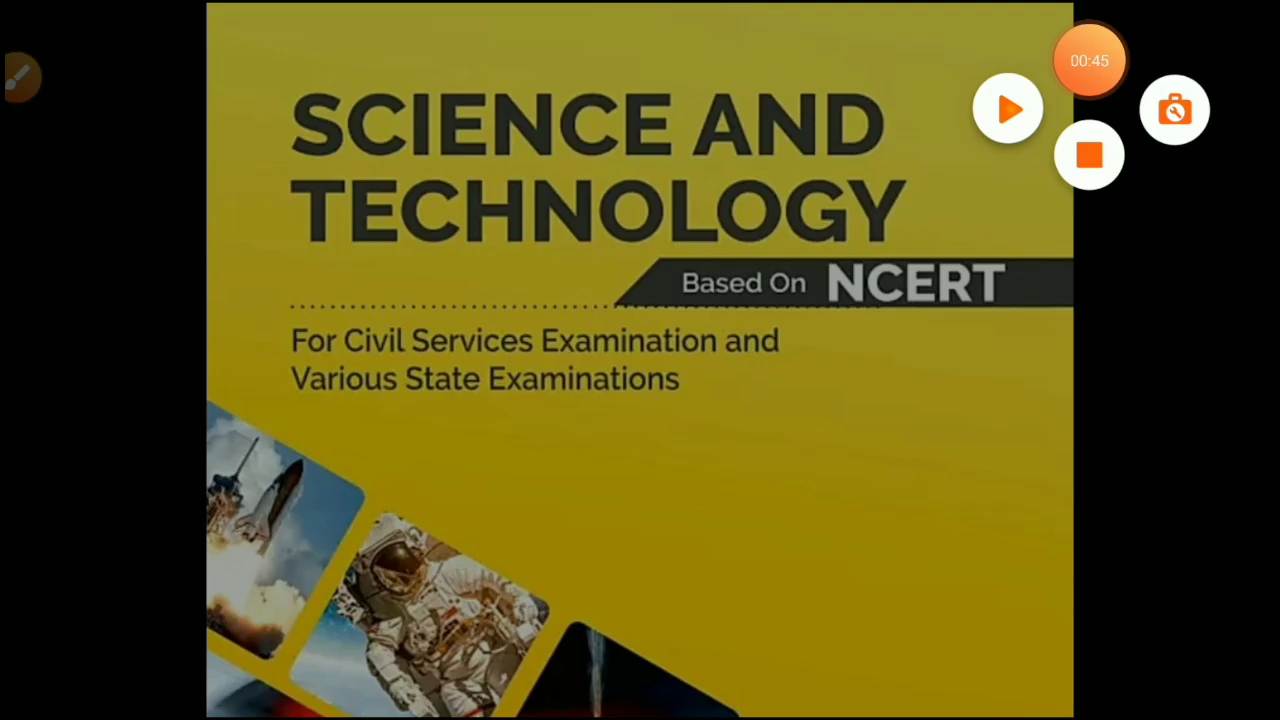 00:45
SCIENCE AND
TECHNOLOGY
Based On NCERT
For Civil Services Examination and
Various State Examinations